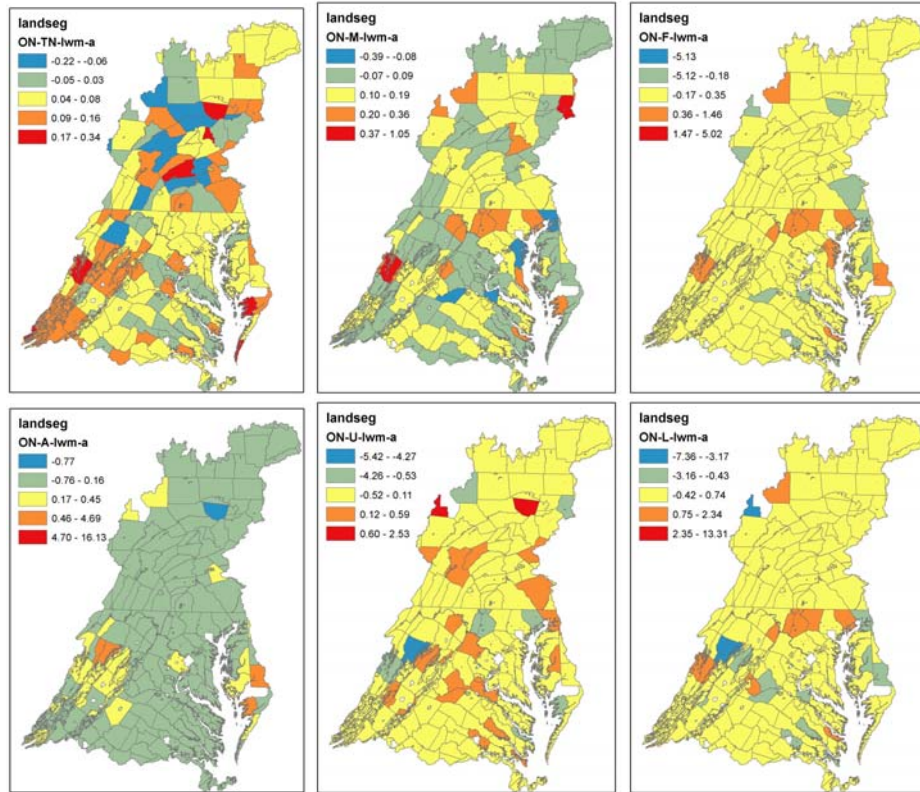 landseg
ON-TN-lwm-a
-0.22 - -0.06
-0.05 - 0.03
0.04 - 0.08
0.09 - 0.16
0.17 - 0.34
landseg
ON-M-lwm-a
-0.39 - -0.08
-0.07 - 0.09
0.10 - 0.19
0.20 - 0.36
0.37 - 1.05
landseg
ON-F-lwm-a
-5.13
-5.12 - -0.18
-0.17 - 0.35
0.36 - 1.46
1.47 - 5.02
landseg
ON-A-lwm-a
-0.77
-0.76 - 0.16
0.17 - 0.45
0.46 - 4.69
4.70 - 16.13
landseg
ON-U-lwm-a
-5.42 - -4.27
-4.26 - -0.53
-0.52 - 0.11
0.12 - 0.59
0.60 - 2.53
landseg
ON-L-lwm-a
-7.36 - -3.17
-3.16 - -0.43
-0.42 - 0.74
0.75 - 2.34
2.35 - 13.31